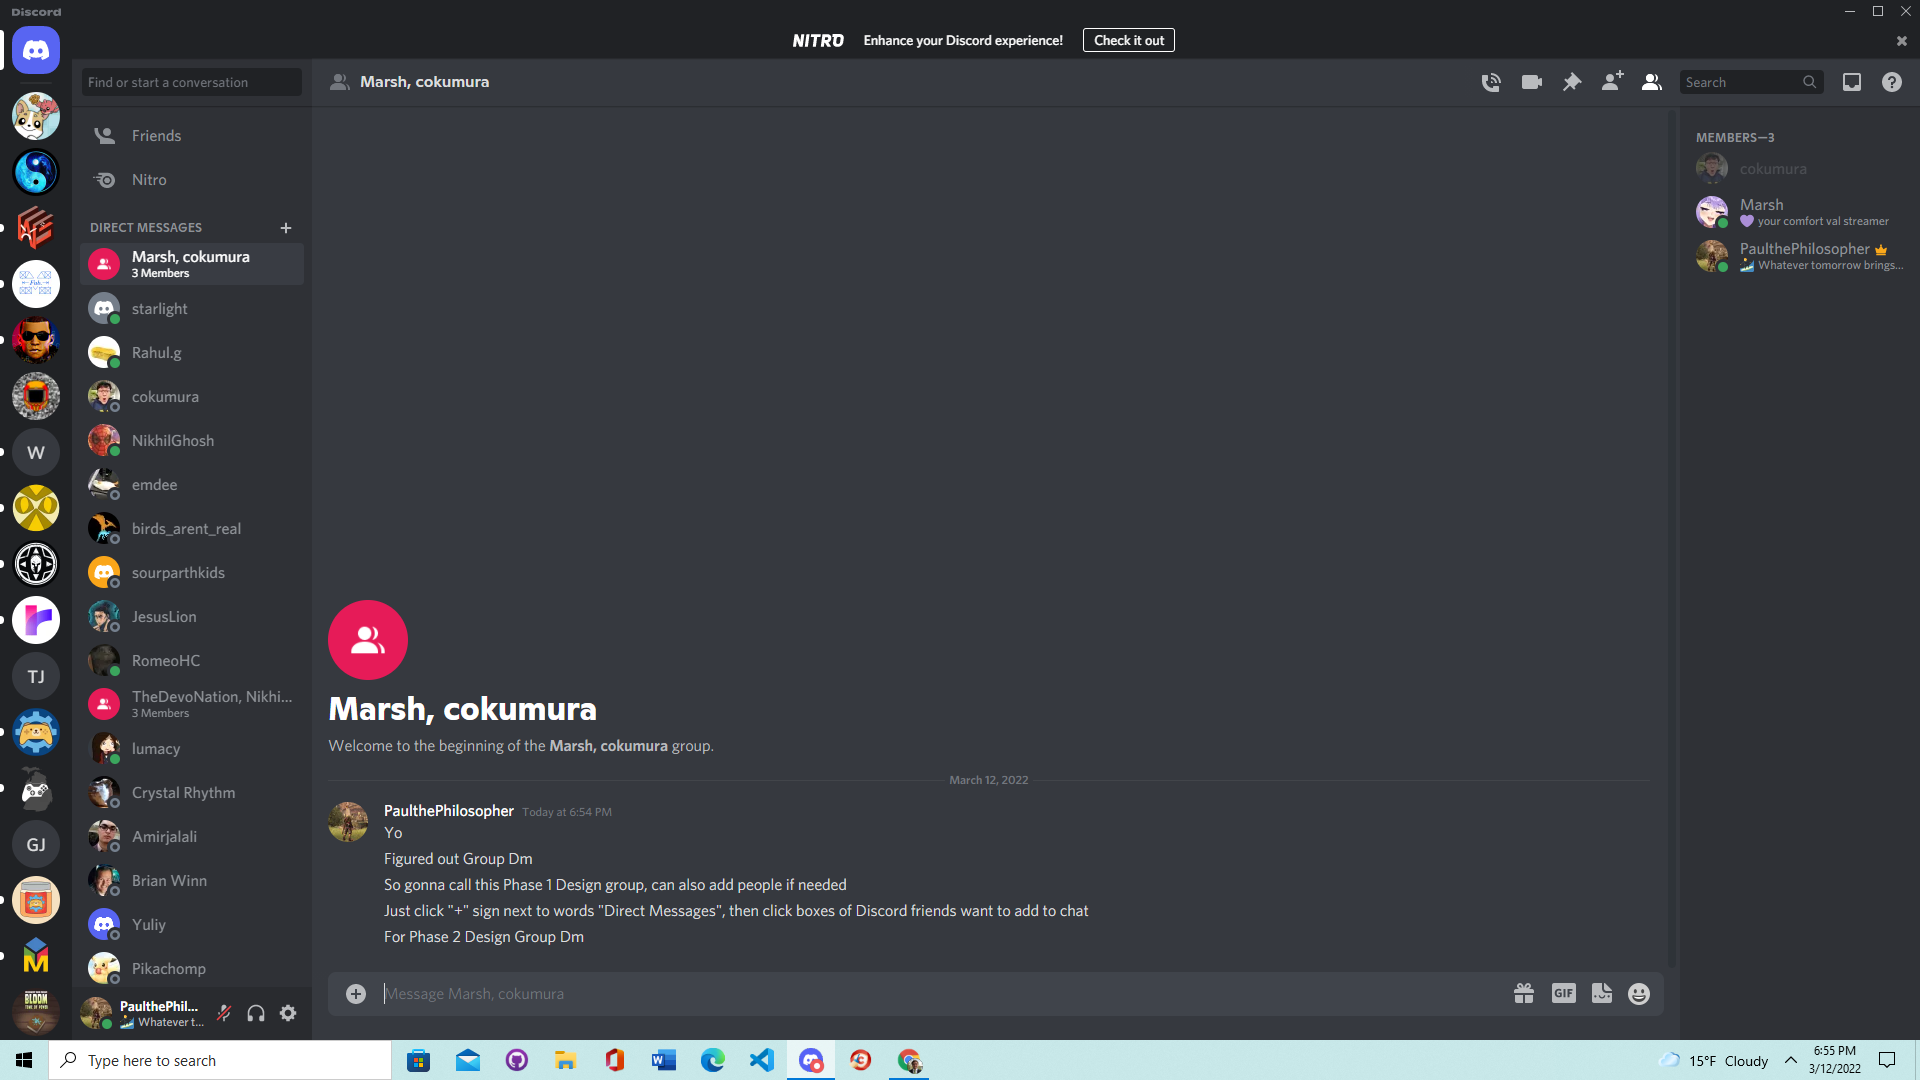 Discord
NITRO Enhance your Discord experience! Check it out
Find or start a conversation
Marsh, cokumura
Search
Friends
Nitro
DIRECT MESSAGES
Marsh, cokumura
3 Members
starlight
Rahul.g
cokumura
NikhilGhosh
emdee
birds_arent_real
sourparthkids
JesusLion
RomeoHC
TheDevoNation, Nikhi...
3 Members
lumacy
Crystal Rhythm
Amirjalali
Brian Winn
Yuliy
Pikachomp
W
TJ
GJ
BLOOM
PaulthePhil...
Whatever t...
Marsh, cokumura
Welcome to the beginning of the Marsh, cokumura group.
March 12, 2022
PaulthePhilosopher Today at 6:54 PM
Yo
Figured out Group Dm
So gonna call this Phase 1 Design group, can also add people if needed
Just click "+" sign next to words "Direct Messages", then click boxes of Discord friends want to add to chat
For Phase 2 Design Group Dm
Message Marsh, cokumura
GIF
MEMBERS—3
cokumura
Marsh
your comfort val streamer
PaulthePhilosopher
Whatever tomorrow brings...
Type here to search
15°F Cloudy
6:55 PM
3/12/2022